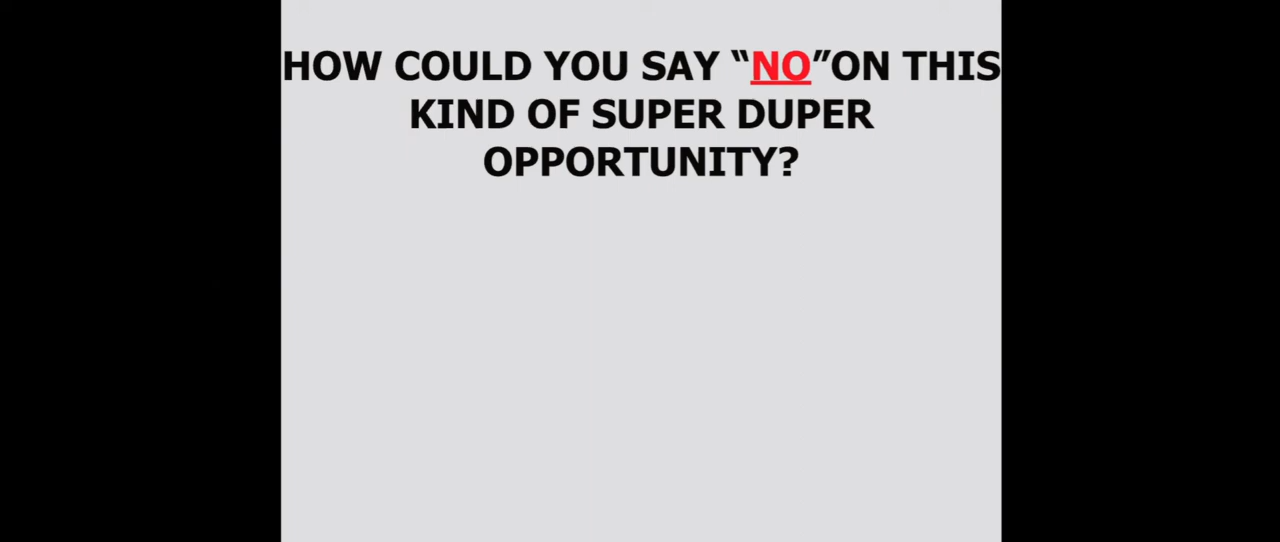 HOW COULD YOU SAY “NO”ON THIS
KIND OF SUPER DUPER
OPPORTUNITY?